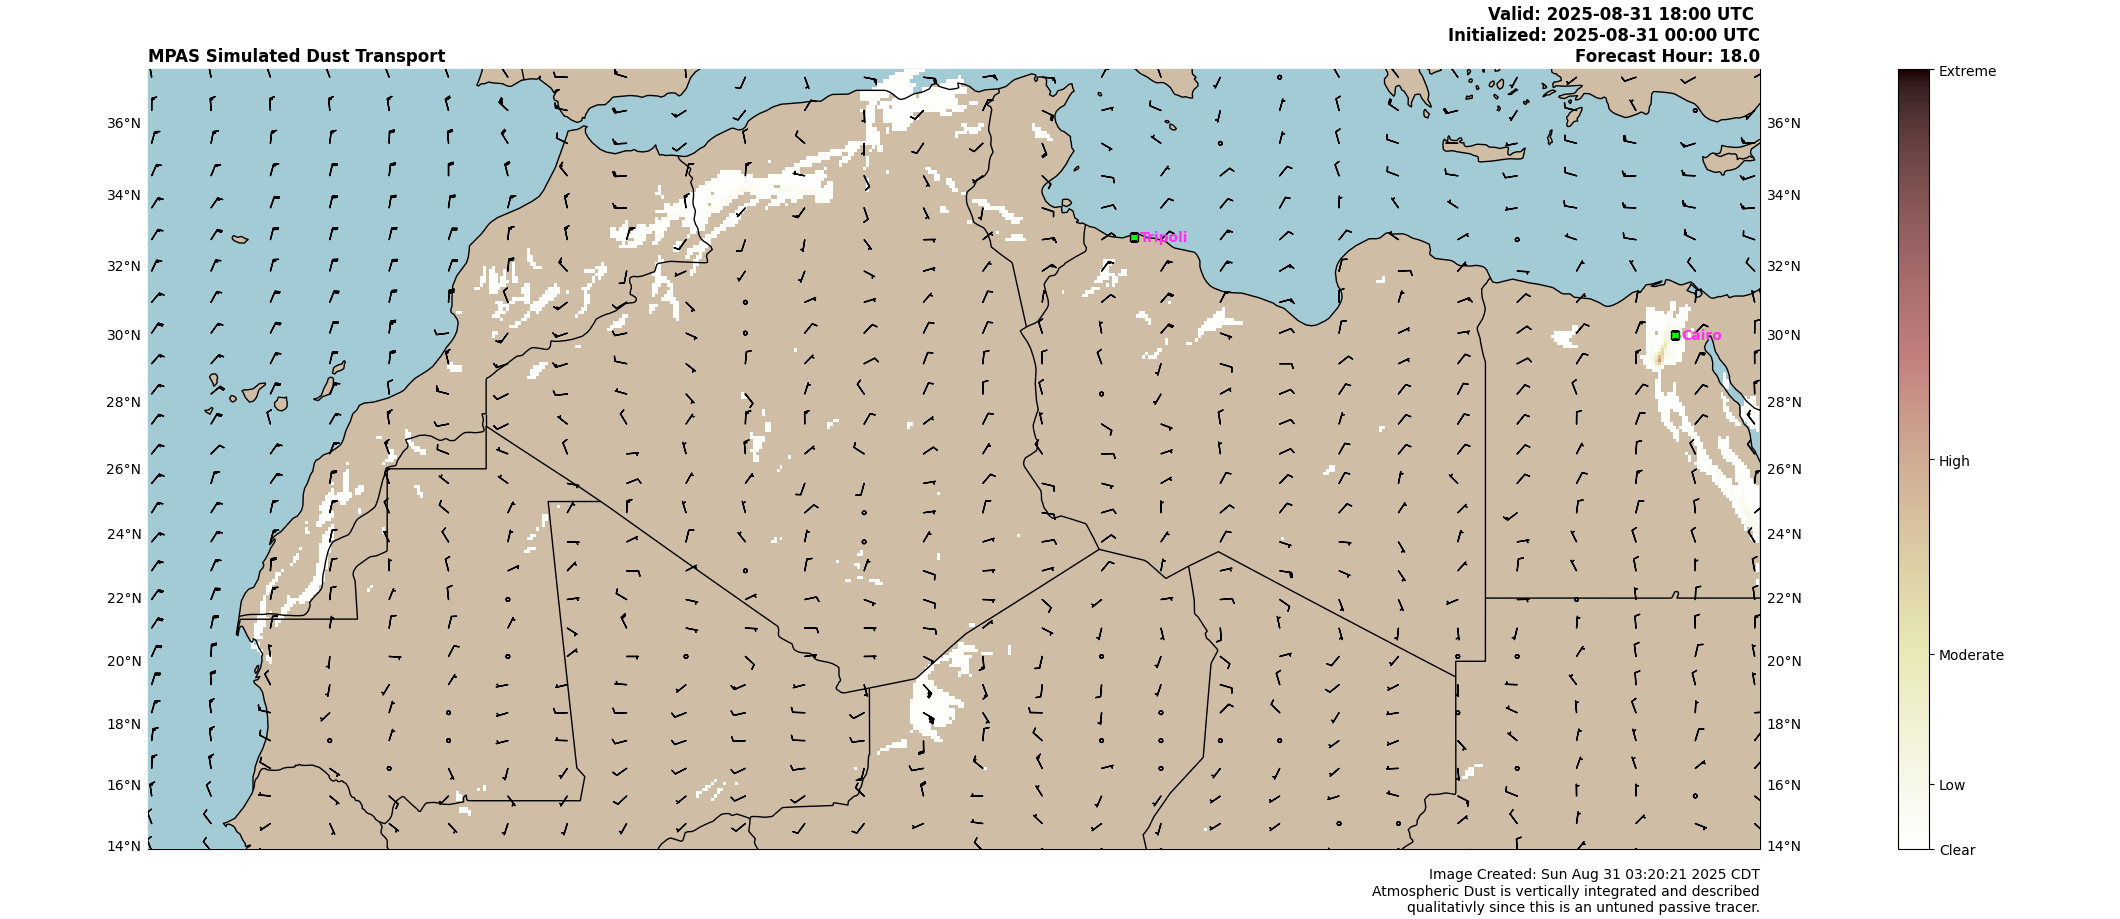 Valid: 2025-08-31 18:00 UTC
Initialized: 2025-08-31 00:00 UTC
MPAS Simulated Dust Transport
Forecast Hour: 18.0
Extreme
36°N
36°N
34°N
34°N
Tripoli
32°N
32°N
30°N
Cairo
30°N
28°N
28°N
26°N
26°N
High
24°N
24°N
22°N
22°N
20°N
20°N
Moderate
18°N
18°N
16°N
16°N
Low
14°N
14°N
Clear
Image Created: Sun Aug 31 03:20:21 2025 CDT
Atmospheric Dust is vertically integrated and described
qualitativly since this is an untuned passive tracer.